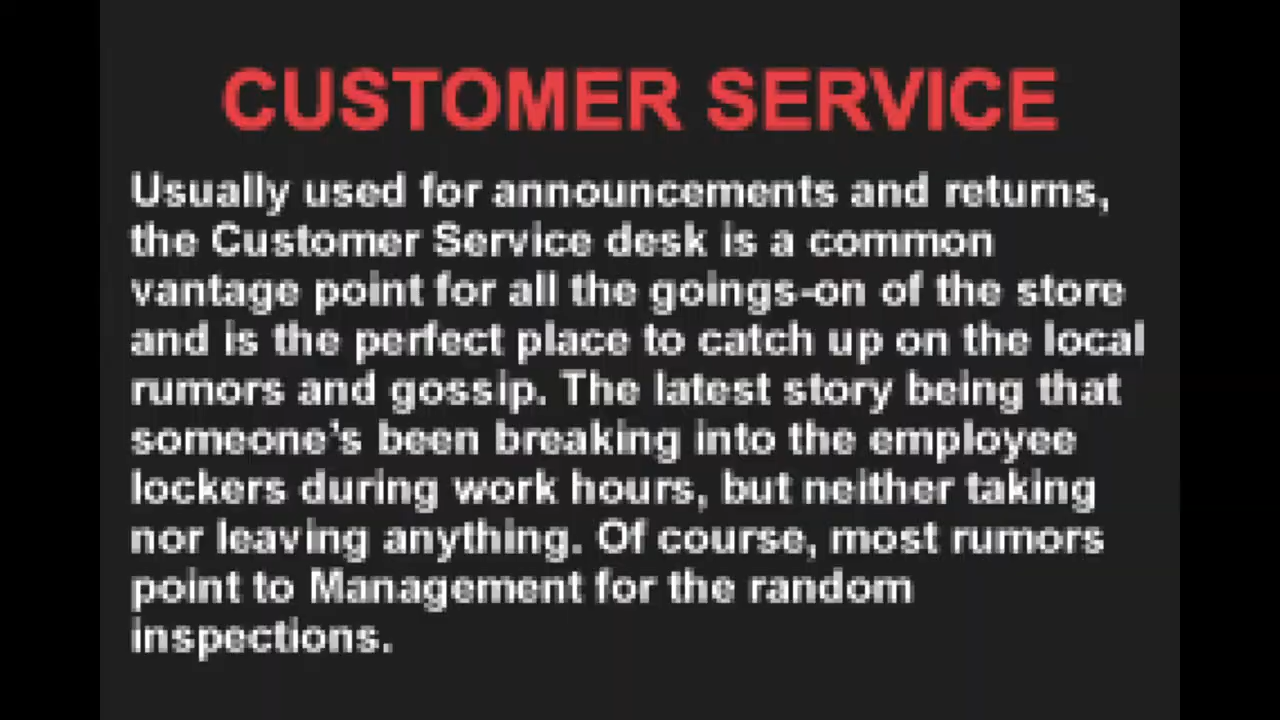 CUSTOMER SERVICE
Usually used for announcements and returns,
the Customer Service desk is a common
vantage point for all the goings-on of the store
and is the perfect place to catch up on the local
rumors and gossip. The latest story being that
someone's been breaking into the employee
lockers during work hours, but neither taking
nor leaving anything. Of course, most rumors
point to Management for the random
inspections.